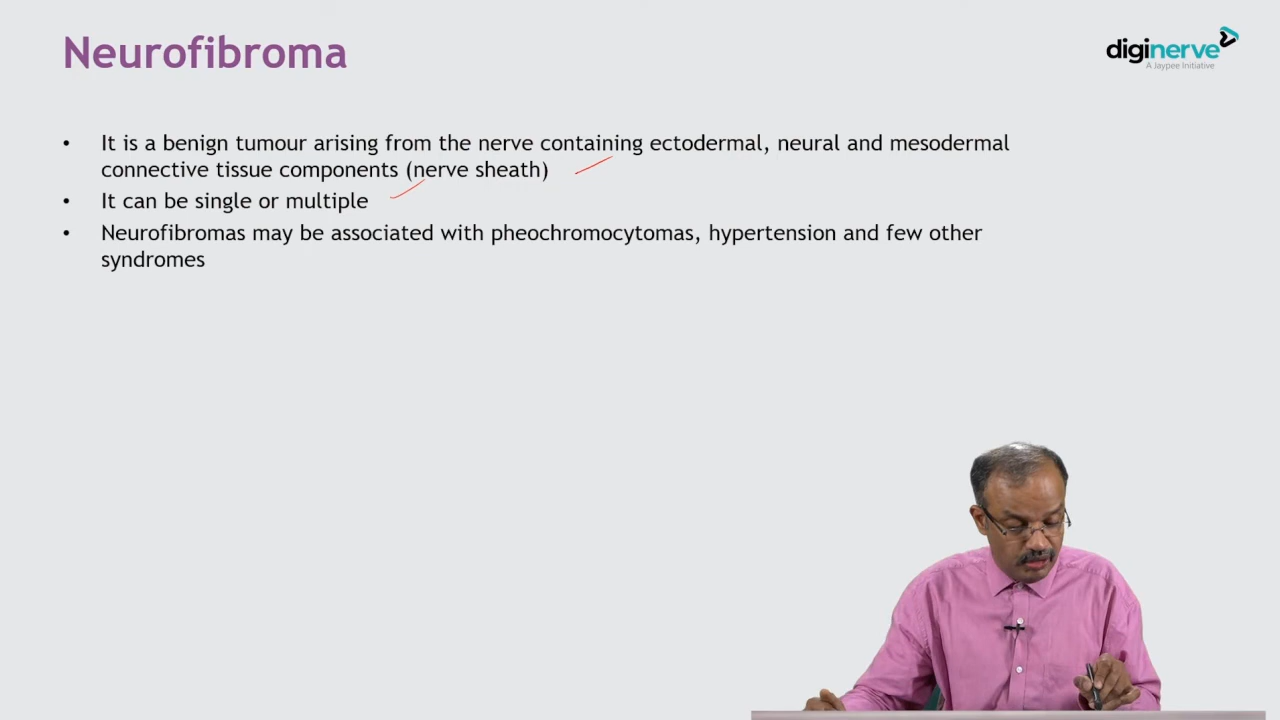 Neurofibroma
diginerve
A Jaypee Initiative
• It is a benign tumour arising from the nerve containing ectodermal, neural and mesodermal
connective tissue components (nerve sheath)
• It can be single or multiple
• Neurofibromas may be associated with pheochromocytomas, hypertension and few other
syndromes